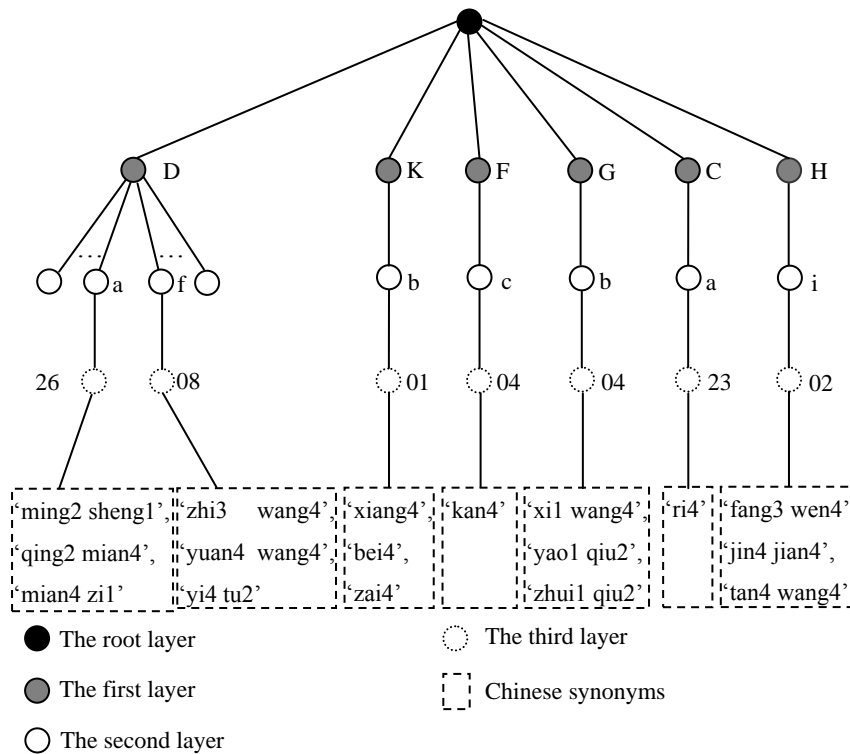 D K F G C H
… …
a f b c b a i
26 08 01 04 04 23 02
‘ming2 sheng1’, ‘zhi3 wang4’, ‘xiang4’, ‘kan4’ ‘xi1 wang4’, ‘ri4’ ‘fang3 wen4’
‘qing2 mian4’, ‘yuan4 wang4’, ‘bei4’, ‘yao1 qiu2’, ‘jin4 jian4’,
‘mian4 zi1’ ‘yi4 tu2’ ‘zai4’ ‘zhui1 qiu2’ ‘tan4 wang4’
The root layer The third layer
The first layer Chinese synonyms
The second layer